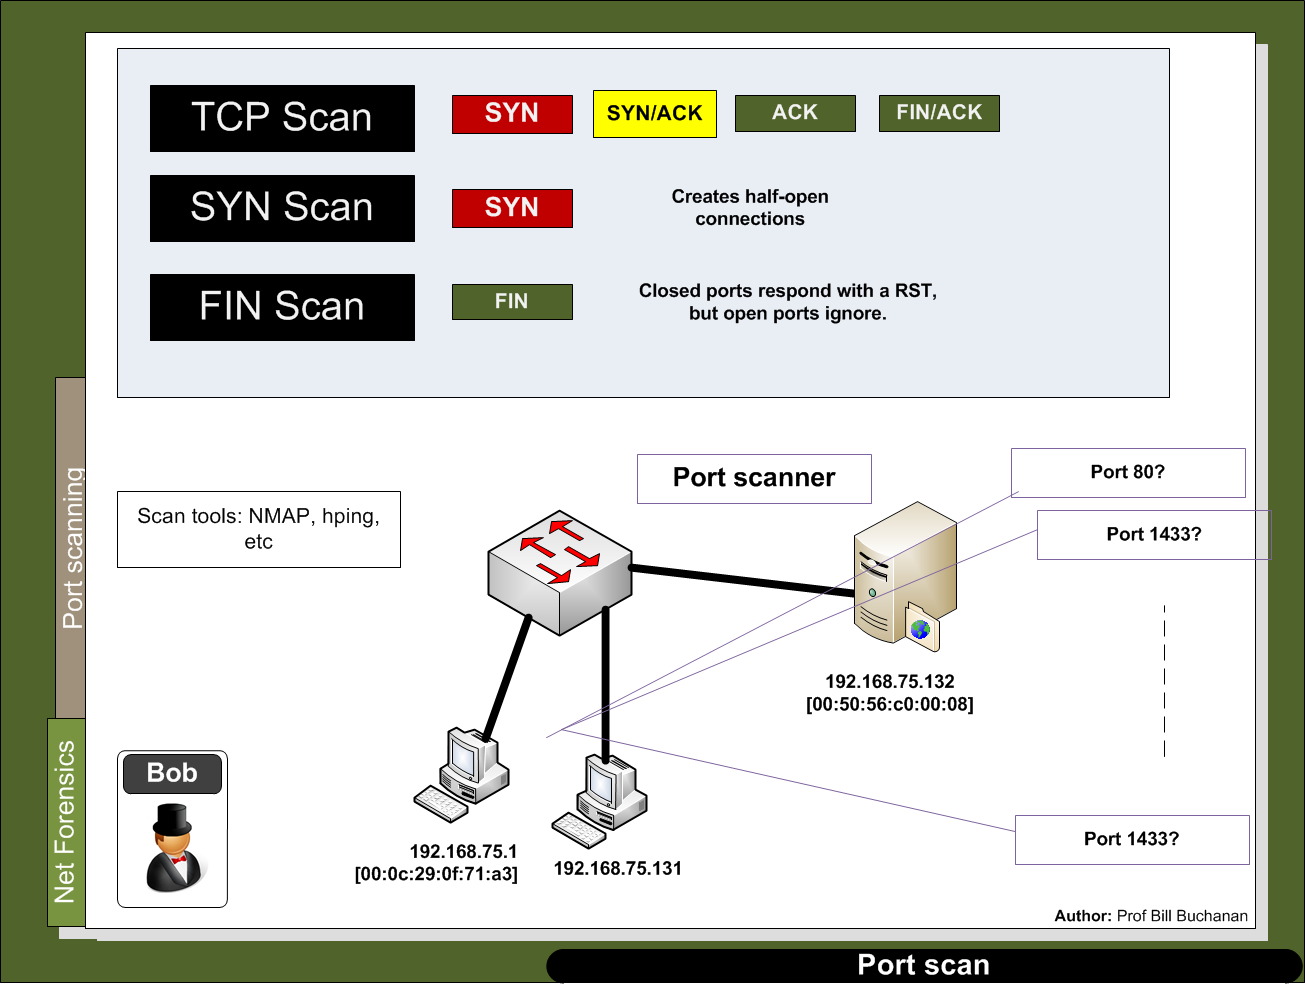 TCP Scan
SYN
SYN/ACK
ACK
FIN/ACK
SYN Scan
SYN
Creates half-open
connections
FIN Scan
FIN
Closed ports respond with a RST,
but open ports ignore.
Port scanning
Net Forensics
Scan tools: NMAP, hping,
etc
Port scanner
Port 80?
Port 1433?
192.168.75.132
[00:50:56:c0:00:08]
Bob
192.168.75.1
[00:0c:29:0f:71:a3]
192.168.75.131
Port 1433?
Author: Prof Bill Buchanan
Port scan